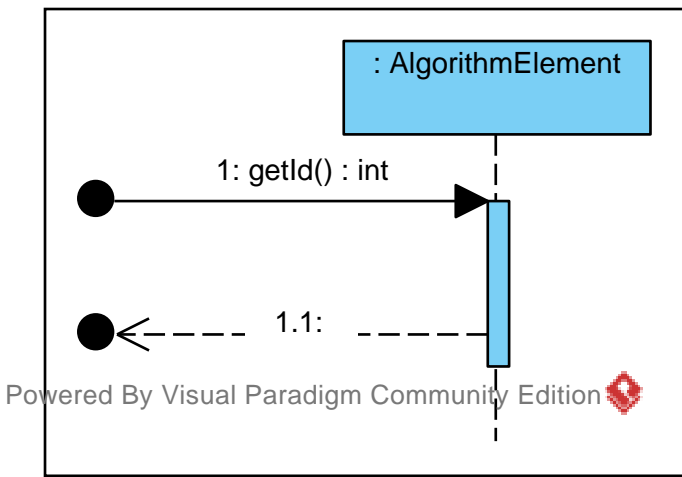 : AlgorithmElement
1: getId() : int
1.1:
Powered By Visual Paradigm Community Edition